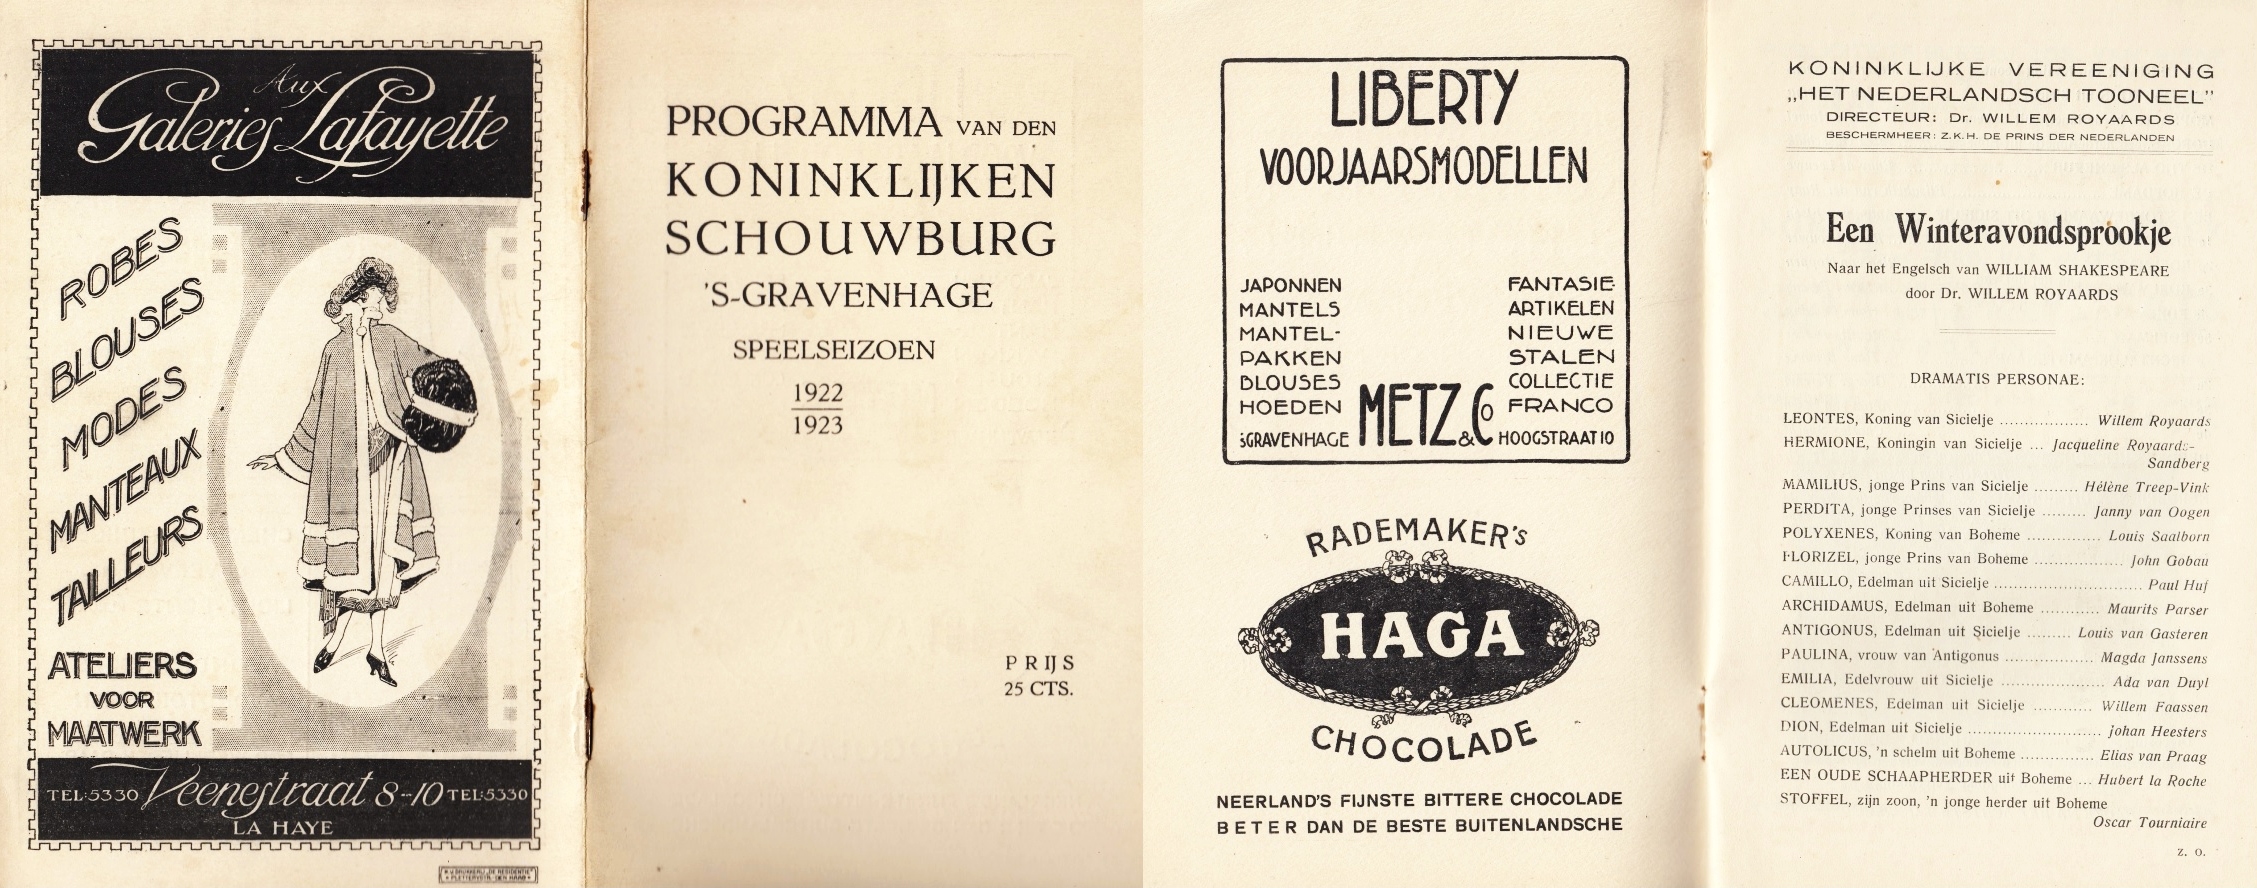 Aux
Galeries Lafayette
ROBES
BLOUSES
MODES
MANTEAUX
TAILLEURS
ATELIERS
VOOR
MAATWERK
TEL:5330 Veenestraat 8-10 TEL:5330
LA HAYE
N.V. DRUKKERIJ „DE RESIDENTIE"
PLETTERIJSTR. DEN HAAG
PROGRAMMA VAN DEN
KONINKLIJKEN
SCHOUWBURG
'S-GRAVENHAGE
SPEELSEIZOEN
1922
1923
PRIJS
25 CTS.
LIBERTY
VOORJAARSMODELLEN
JAPONNEN
MANTELS
MANTEL-
PAKKEN
BLOUSES
HOEDEN
FANTASIE-
ARTIKELEN
NIEUWE
STALEN
COLLECTIE
FRANCO
'SGRAVENHAGE METZ & Co HOOGSTRAAT 10
RADEMAKER'S
HAGA
CHOCOLADE
NEERLAND'S FIJNSTE BITTERE CHOCOLADE
BETER DAN DE BESTE BUITENLANDSCHE
KONINKLIJKE VEREENIGING
„HET NEDERLANDSCH TOONEEL"
DIRECTEUR: Dr. WILLEM ROYAARDS
BESCHERMHEER: Z.K.H. DE PRINS DER NEDERLANDEN
Een Winteravondsprookje
Naar het Engelsch van WILLIAM SHAKESPEARE
door Dr. WILLEM ROYAARDS
DRAMATIS PERSONAE:
LEONTES, Koning van Sicielje .................. Willem Royaards
HERMIONE, Koningin van Sicielje ... Jacqueline Royaards-
Sandberg
MAMILIUS, jonge Prins van Sicielje ......... Hélène Treep-Vink
PERDITA, jonge Prinses van Sicielje ......... Janny van Oogen
POLYXENES, Koning van Boheme ............... Louis Saalborn
FLORIZEL, jonge Prins van Boheme ............ John Gobau
CAMILLO, Edelman uit Sicielje .............................. Paul Huf
ARCHIDAMUS, Edelman uit Boheme ............ Maurits Parser
ANTIGONUS, Edelman uit Sicielje ......... Louis van Gasteren
PAULINA, vrouw van Antigonus .................. Magda Janssens
EMILIA, Edelvrouw uit Sicielje ..................... Ada van Duyl
CLEOMENES, Edelman uit Sicielje ............... Willem Faassen
DION, Edelman uit Sicielje ........................... johan Heesters
AUTOLICUS, 'n schelm uit Boheme ............... Elias van Praag
EEN OUDE SCHAAPHERDER uit Boheme ... Hubert la Roche
STOFFEL, zijn zoon, 'n jonge herder uit Boheme
Oscar Tourniaire
Z. O.